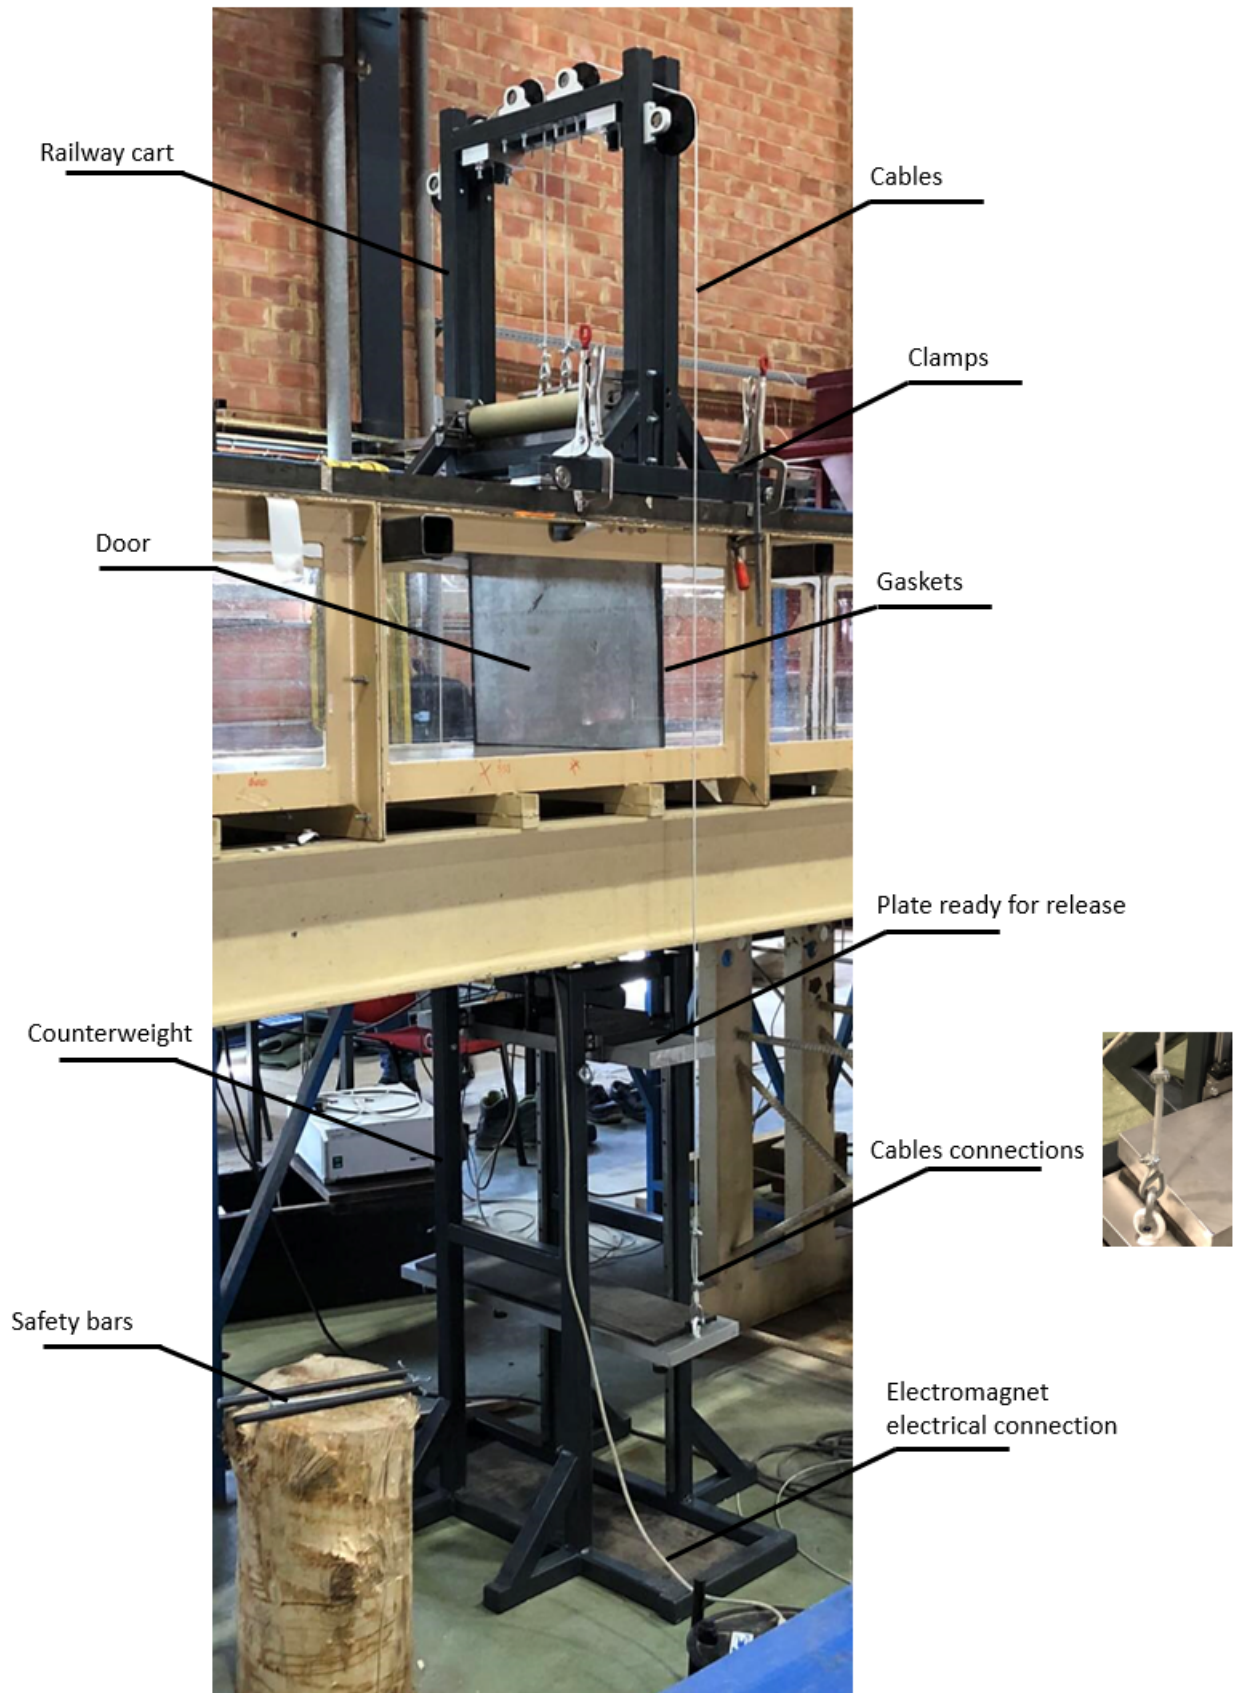 Railway cart
Cables
Clamps
Door
Gaskets
Plate ready for release
Counterweight
Cables connections
Safety bars
Electromagnet
electrical connection